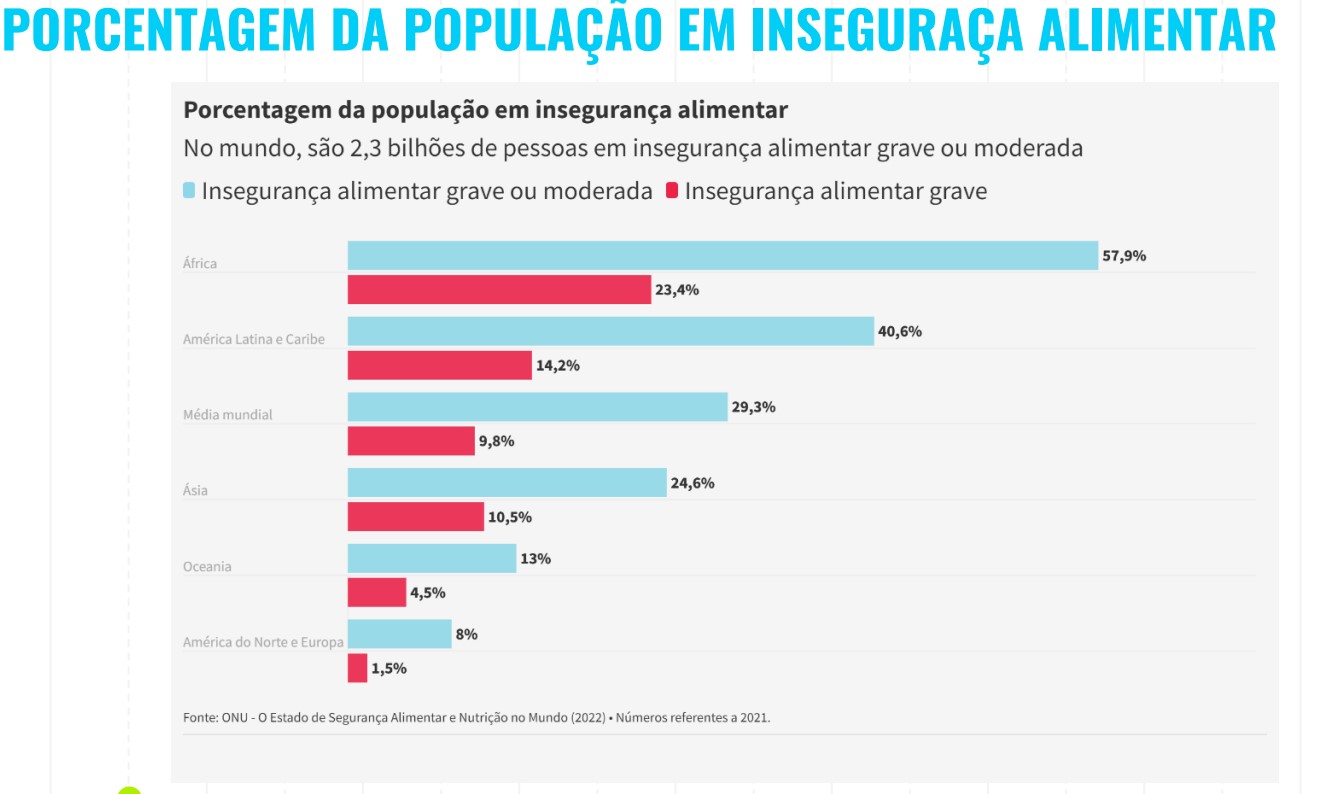 PORCENTAGEM DA POPULAÇÃO EM INSEGURAÇA ALIMENTAR
Porcentagem da população em insegurança alimentar
No mundo, são 2,3 bilhões de pessoas em insegurança alimentar grave ou moderada
Insegurança alimentar grave ou moderada Insegurança alimentar grave
África
57,9%
23,4%
América Latina e Caribe
40,6%
14,2%
Média mundial
29,3%
9,8%
Ásia
24,6%
10,5%
Oceania
13%
4,5%
América do Norte e Europa
8%
1,5%
Fonte: ONU - O Estado de Segurança Alimentar e Nutrição no Mundo (2022) • Números referentes a 2021.